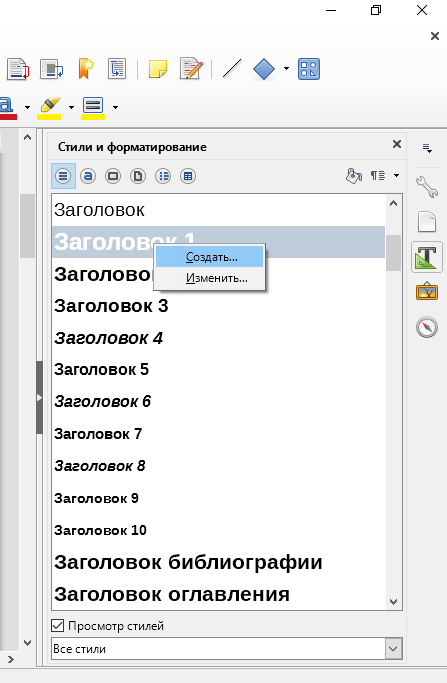 Стили и форматирование
Заголовок
Заголовок 1
Создать...
Заголовок
Изменить...
Заголовок 3
Заголовок 4
Заголовок 5
Заголовок 6
Заголовок 7
Заголовок 8
Заголовок 9
Заголовок 10
Заголовок библиографии
Заголовок оглавления
Просмотр стилей
Все стили